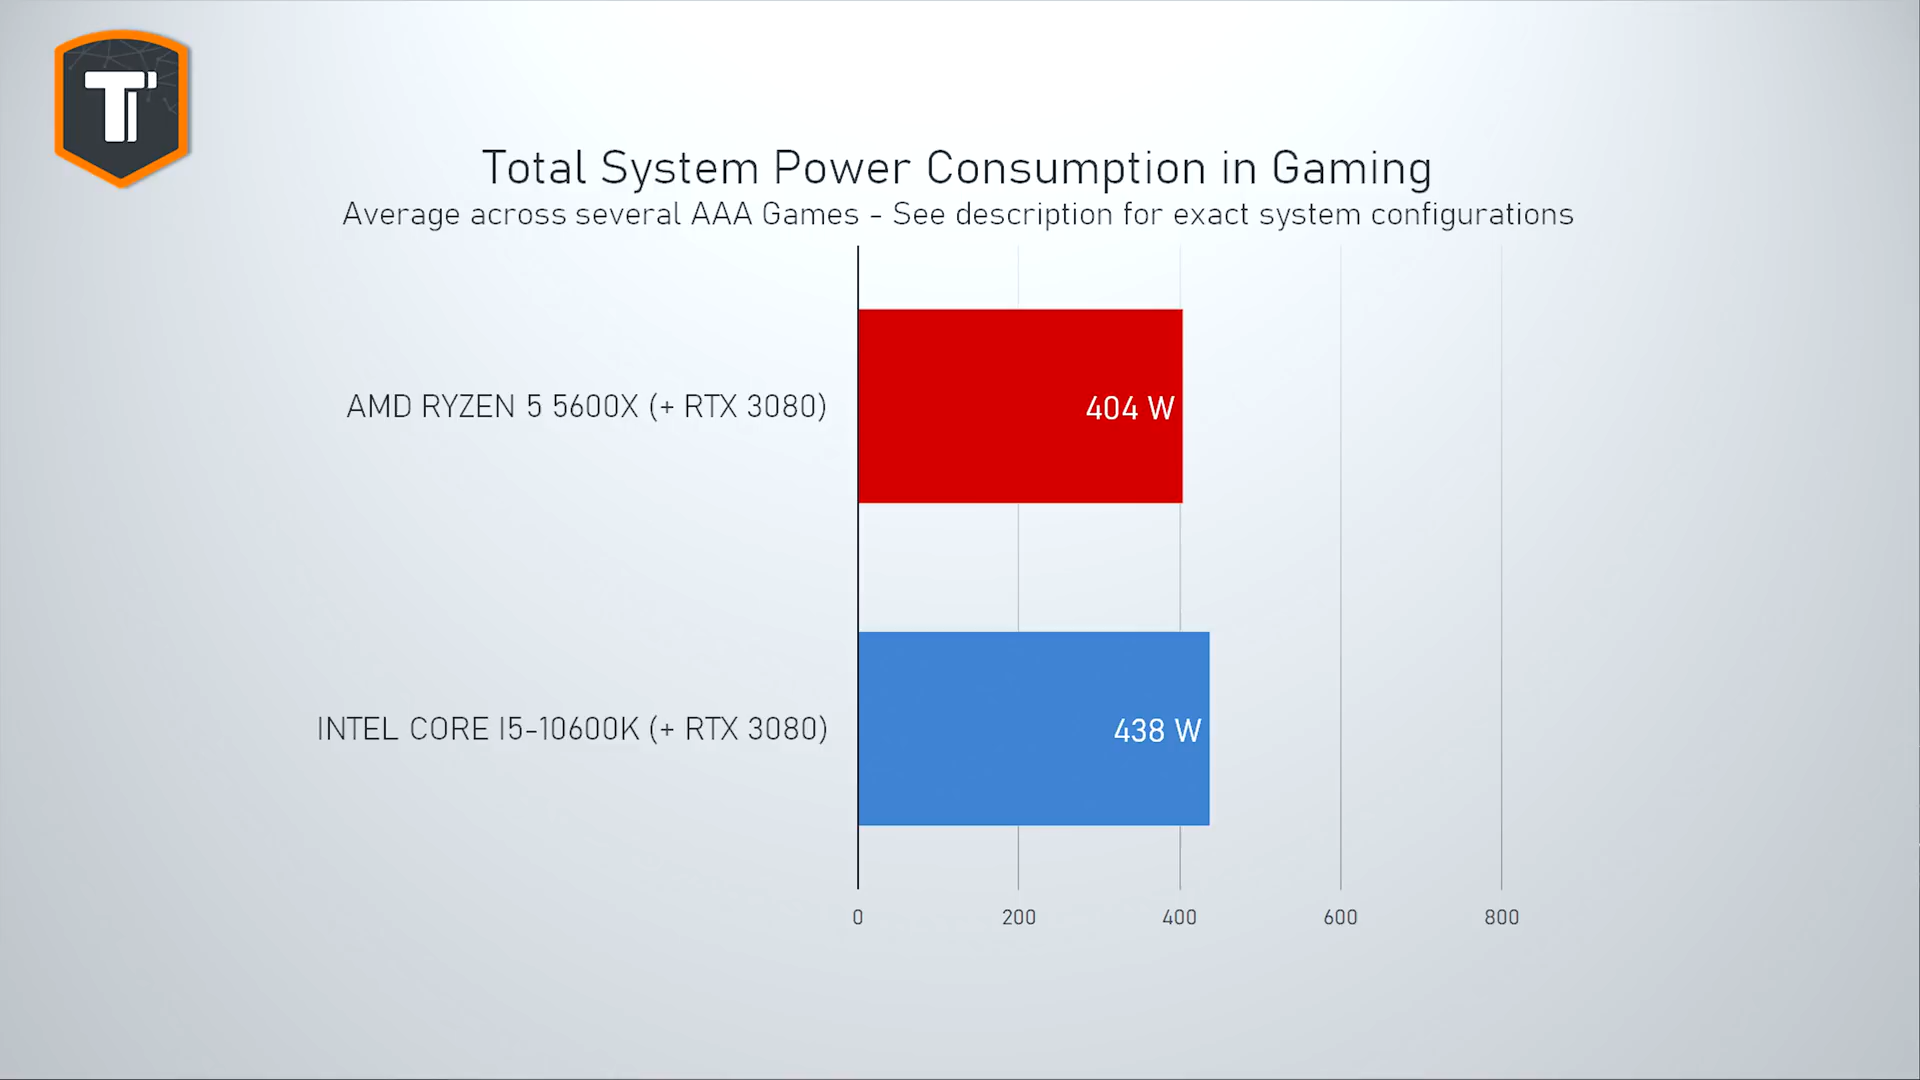 T
Total System Power Consumption in Gaming
Average across several AAA Games - See description for exact system configurations
AMD RYZEN 5 5600X (+ RTX 3080)
404 W
INTEL CORE I5-10600K (+ RTX 3080)
438 W
0 200 400 600 800